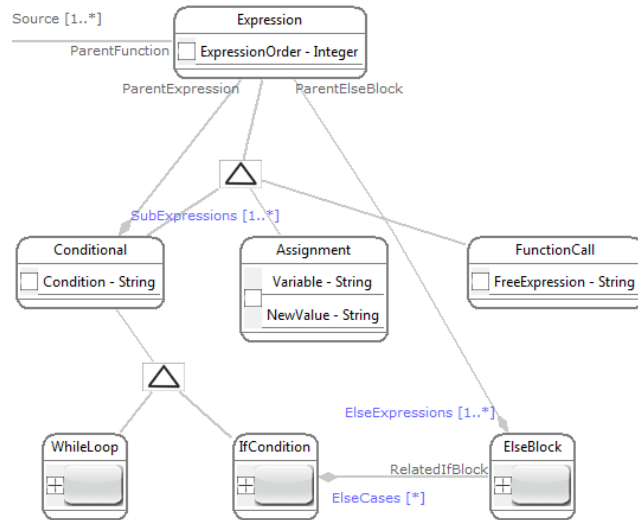 Source [1..*]
Expression
ParentFunction
ExpressionOrder - Integer
ParentExpression
ParentElseBlock
SubExpressions [1..*]
Conditional
Assignment
FunctionCall
Condition - String
Variable - String
FreeExpression - String
NewValue - String
ElseExpressions [1..*]
WhileLoop
IfCondition
ElseBlock
RelatedIfBlock
ElseCases [*]